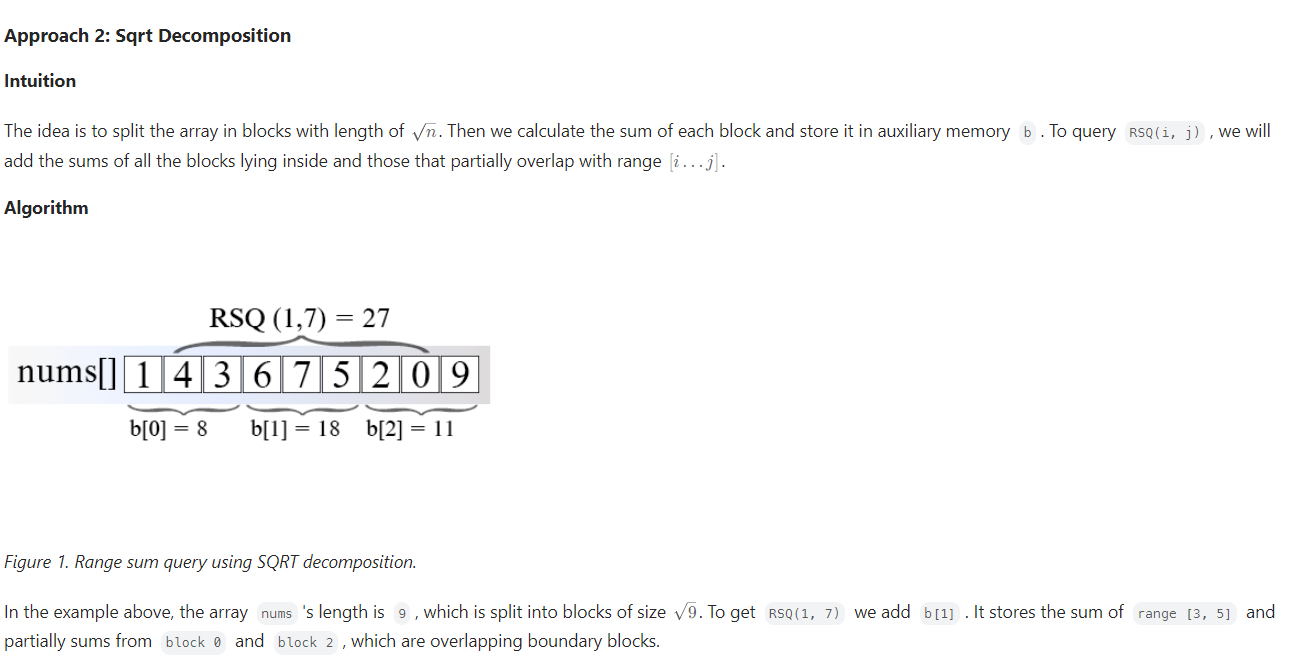 Approach 2: Sqrt Decomposition
Intuition
The idea is to split the array in blocks with length of √n. Then we calculate the sum of each block and store it in auxiliary memory b . To query RSQ(i, j) , we will
add the sums of all the blocks lying inside and those that partially overlap with range [i…j].
Algorithm
RSQ (1,7) = 27
nums[] 1 4 3 6 7 5 2 0 9
b[0] = 8 b[1] = 18 b[2] = 11
Figure 1. Range sum query using SQRT decomposition.
In the example above, the array nums 's length is 9 , which is split into blocks of size √9. To get RSQ(1, 7) we add b[1] . It stores the sum of range [3, 5] and
partially sums from block 0 and block 2 , which are overlapping boundary blocks.